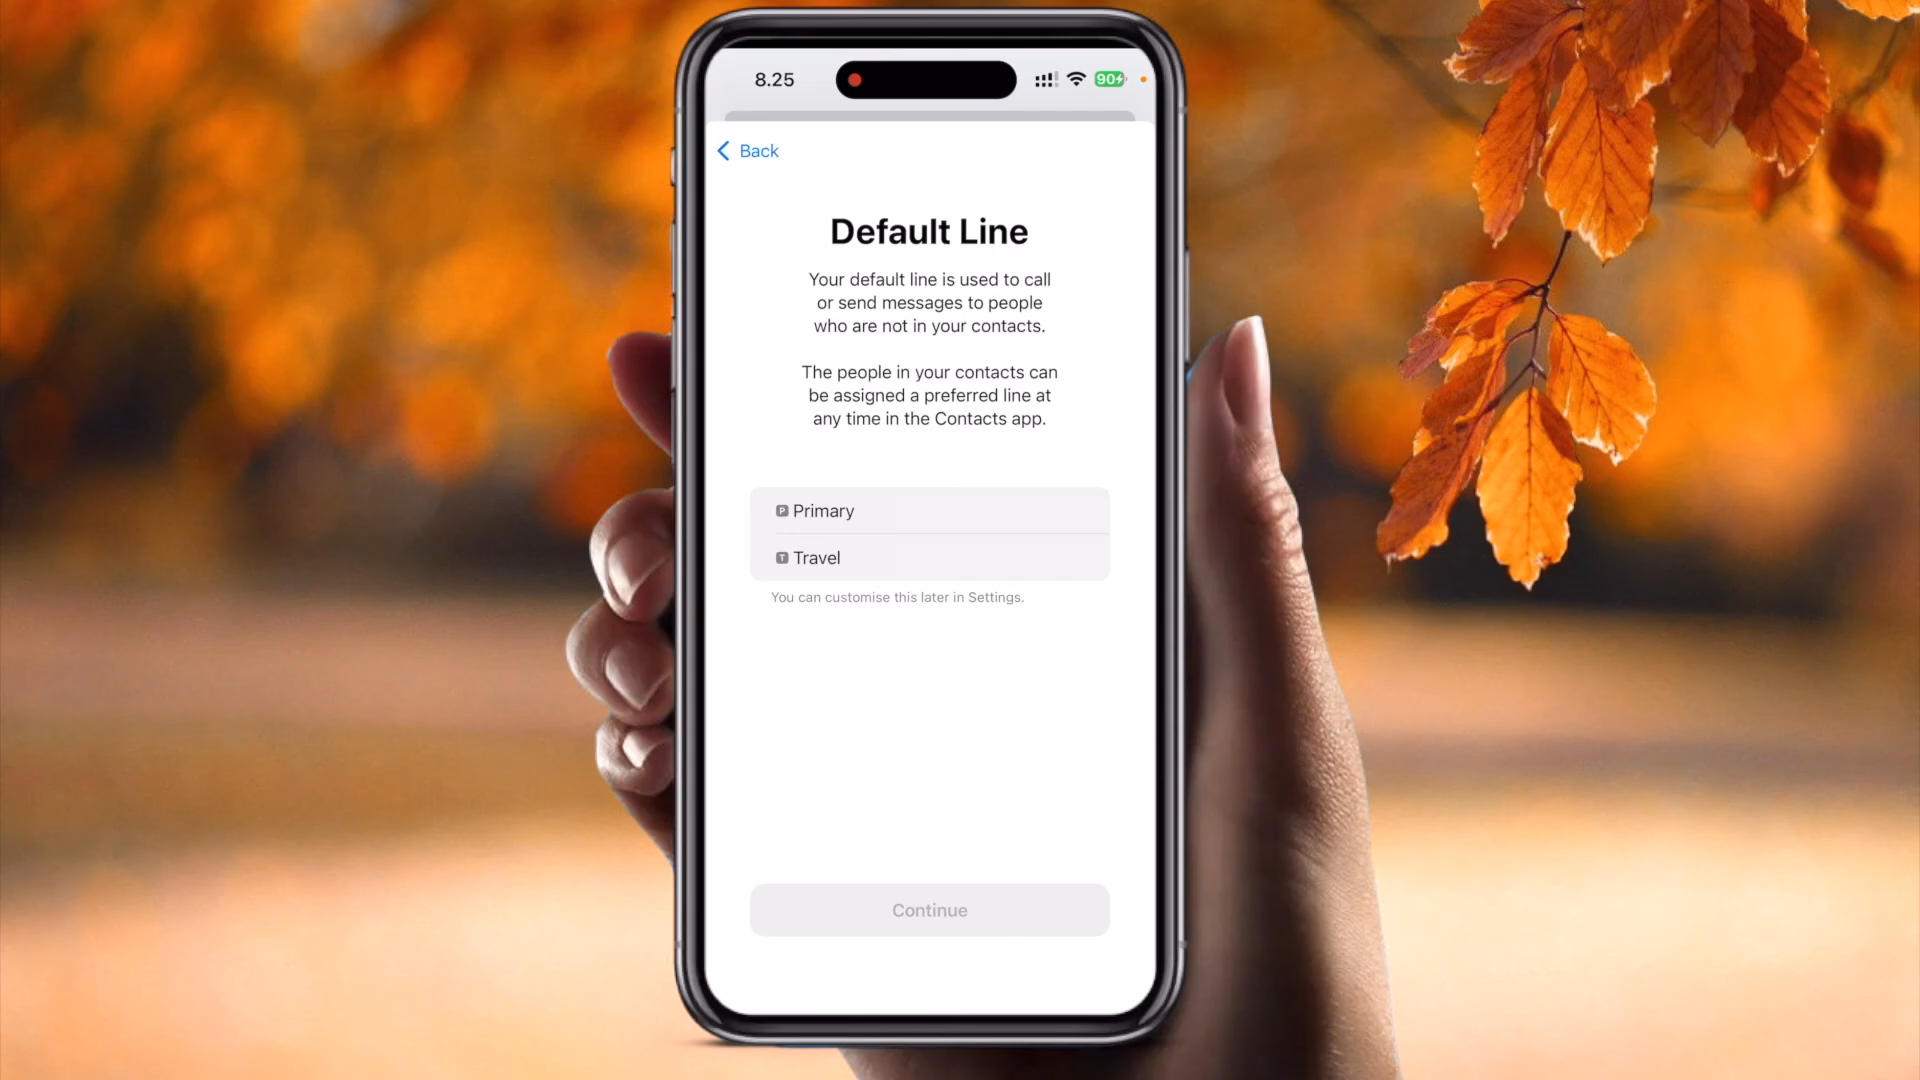 8.25
90
Back
Default Line
Your default line is used to call
or send messages to people
who are not in your contacts.
The people in your contacts can
be assigned a preferred line at
any time in the Contacts app.
P Primary
T Travel
You can customise this later in Settings.
Continue